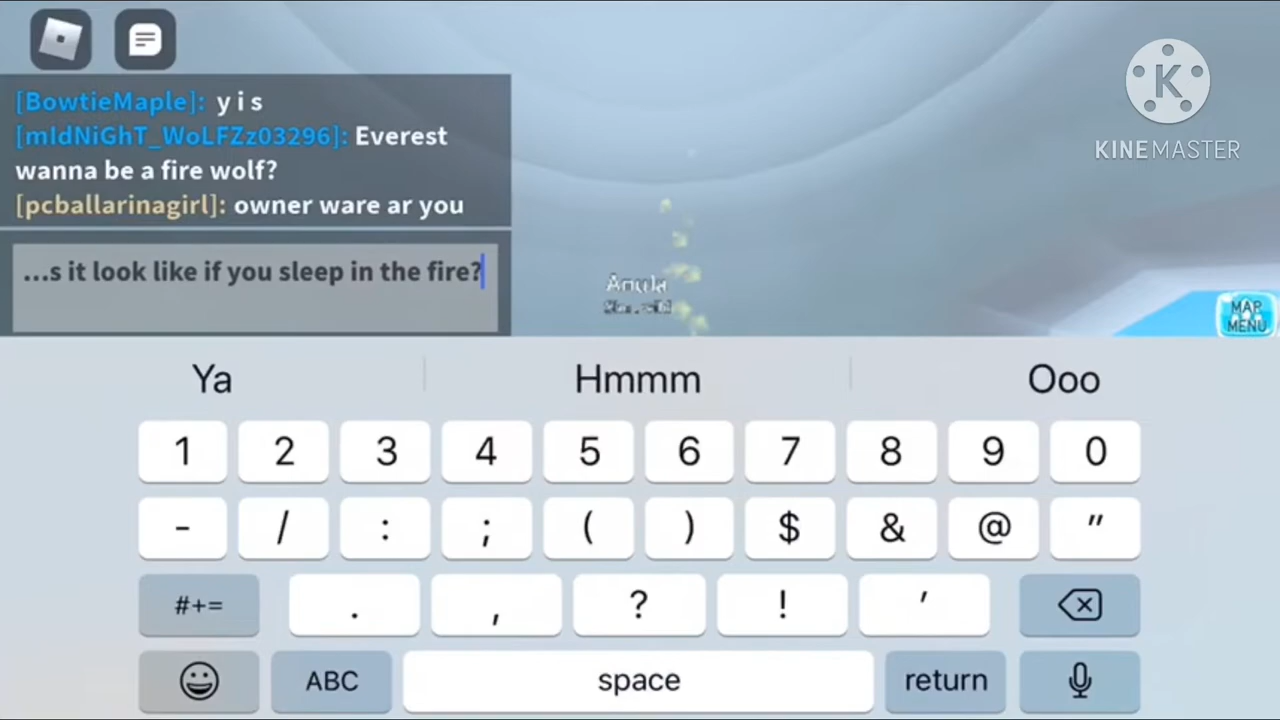 [BowtieMaple]: y i s
[mIdNiGhT_WoLFZz03296]: Everest
wanna be a fire wolf?
[pcballarinagirl]: owner ware ar you
...s it look like if you sleep in the fire?
K
KINEMASTER
MAP
MENU
Ya Hmmm Ooo
1 2 3 4 5 6 7 8 9 0
- / : ; ( ) $ & @ "
#+= . , ? ! '
ABC space return